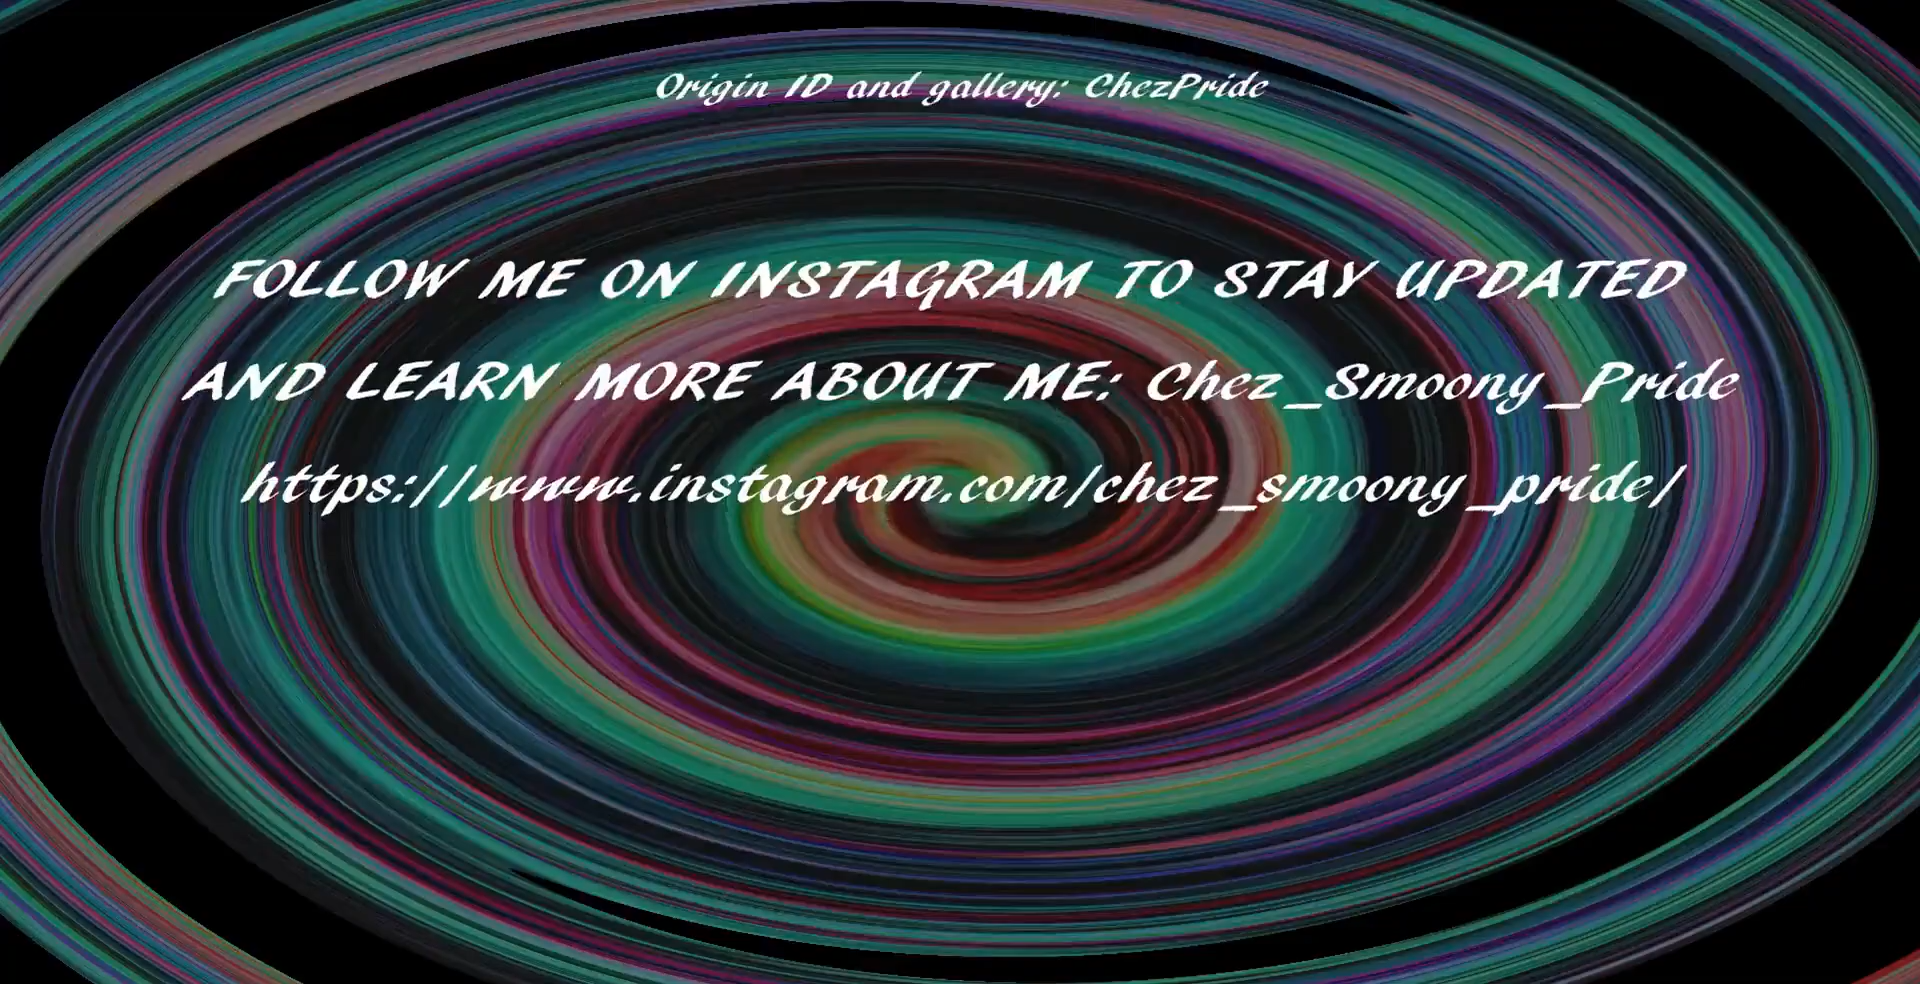 Origin ID and gallery: ChezPride
FOLLOW ME ON INSTAGRAM TO STAY UPDATED
AND LEARN MORE ABOUT ME: Chez_Smoony_Pride
https://www.instagram.com/chez_smoony_pride/